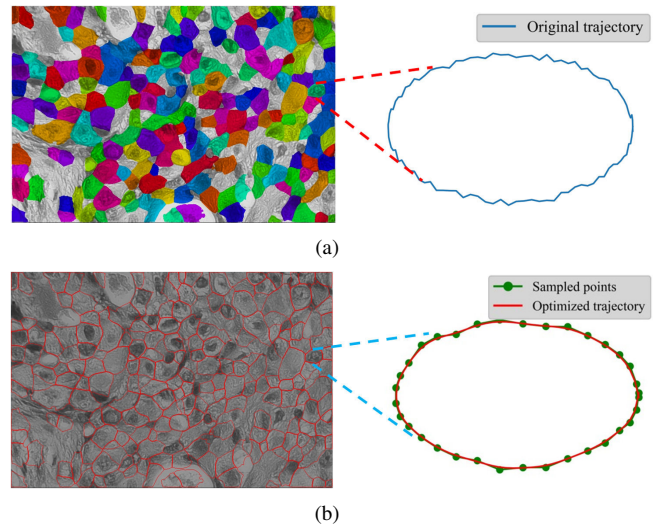 Original trajectory
(a)
Sampled points
Optimized trajectory
(b)